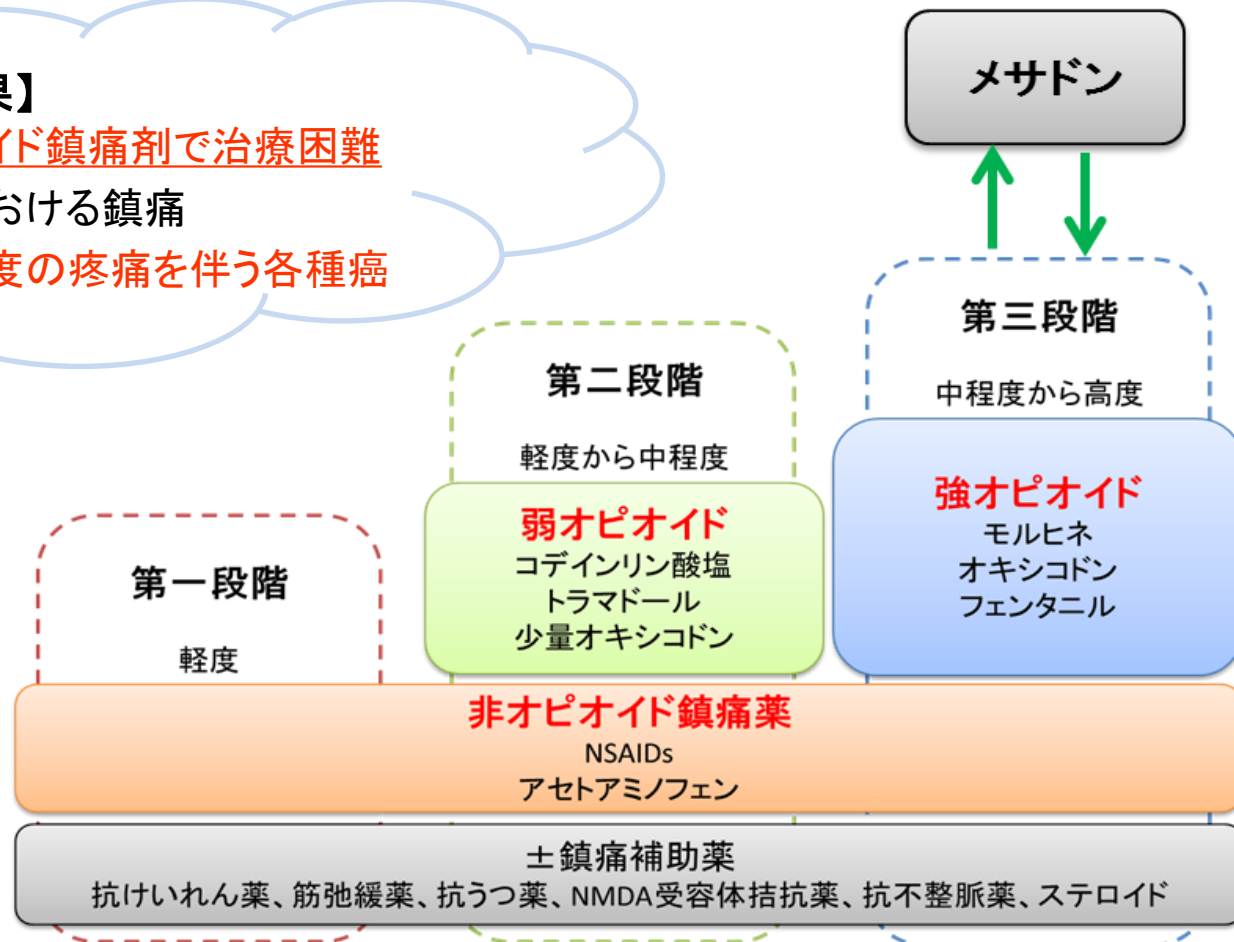 果】
イド鎮痛剤で治療困難
おける鎮痛
度の疼痛を伴う各種癌
メサドン
第三段階
中程度から高度
強オピオイド
モルヒネ
オキシコドン
フェンタニル
第二段階
軽度から中程度
弱オピオイド
コデインリン酸塩
トラマドール
少量オキシコドン
第一段階
軽度
非オピオイド鎮痛薬
NSAIDs
アセトアミノフェン
±鎮痛補助薬
抗けいれん薬、筋弛緩薬、抗うつ薬、NMDA受容体拮抗薬、抗不整脈薬、ステロイド